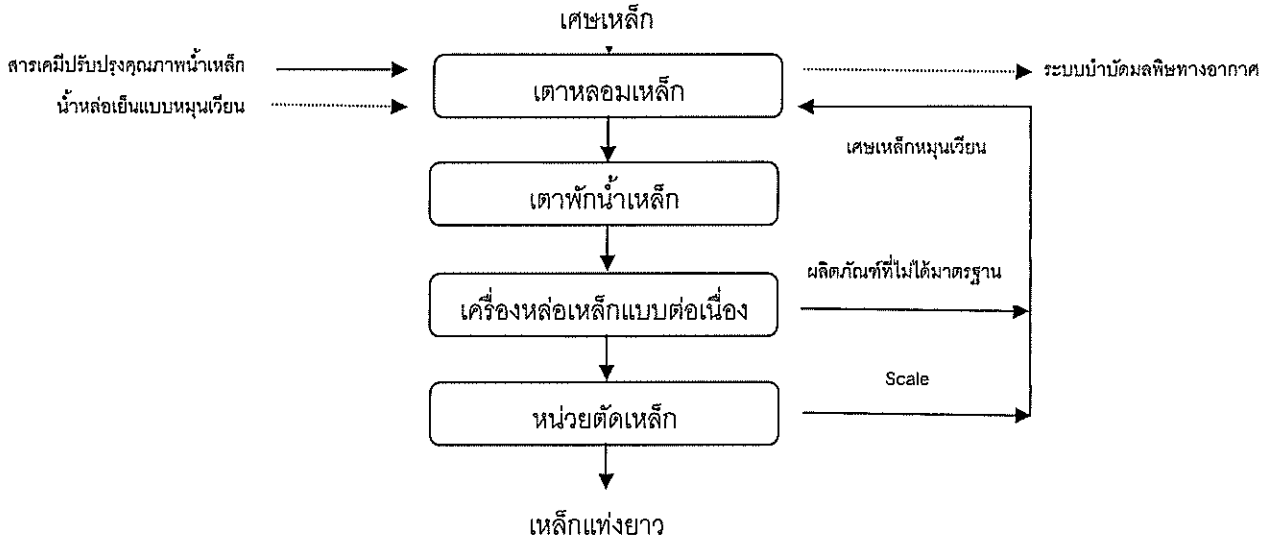 เศษเหล็ก
สารเคมีปรับปรุงคุณภาพน้ำเหล็ก
ระบบบำบัดมลพิษทางอากาศ
เตาหลอมเหล็ก
น้ำหล่อเย็นแบบหมุนเวียน
เศษเหล็กหมุนเวียน
เตาพักน้ำเหล็ก
ผลิตภัณฑ์ที่ไม่ได้มาตรฐาน
เครื่องหล่อเหล็กแบบต่อเนื่อง
Scale
หน่วยตัดเหล็ก
เหล็กแท่งยาว